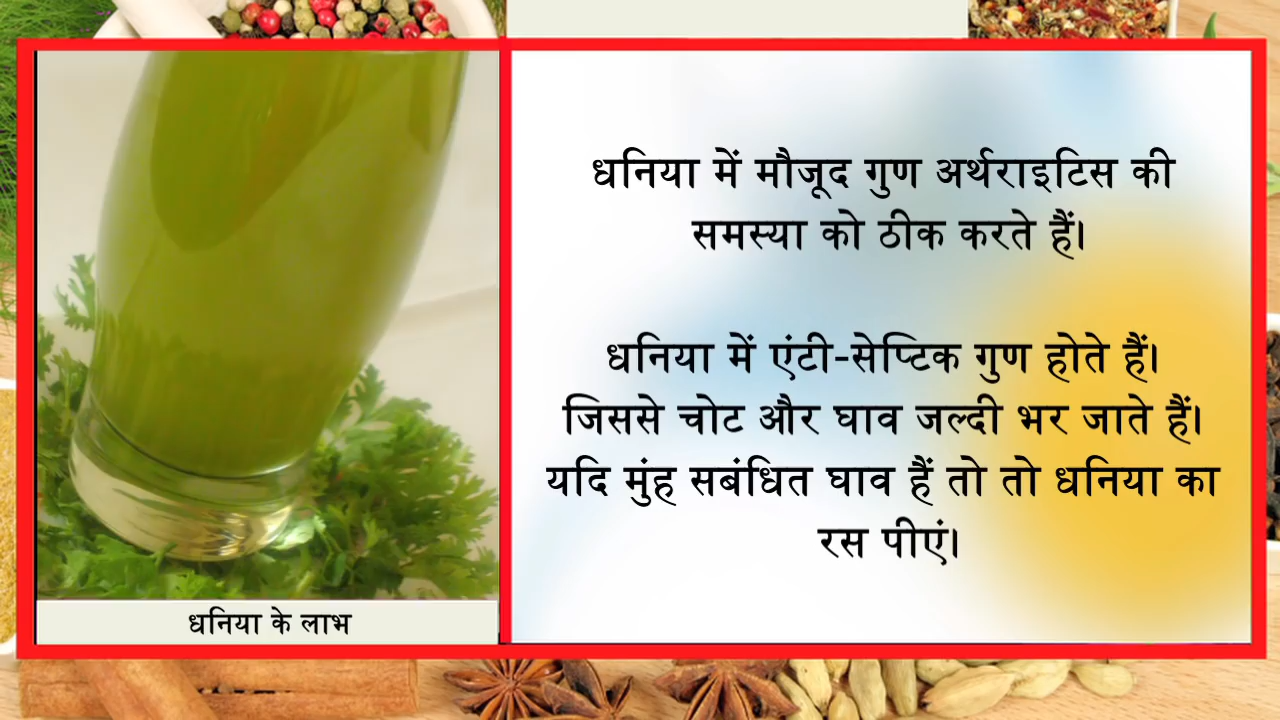 धनिया में मौजूद गुण अर्थराइटिस की
समस्या को ठीक करते हैं।
धनिया में एंटी-सेप्टिक गुण होते हैं।
जिससे चोट और घाव जल्दी भर जाते हैं।
यदि मुंह सबंधित घाव हैं तो तो धनिया का
रस पीएं।
धनिया के लाभ